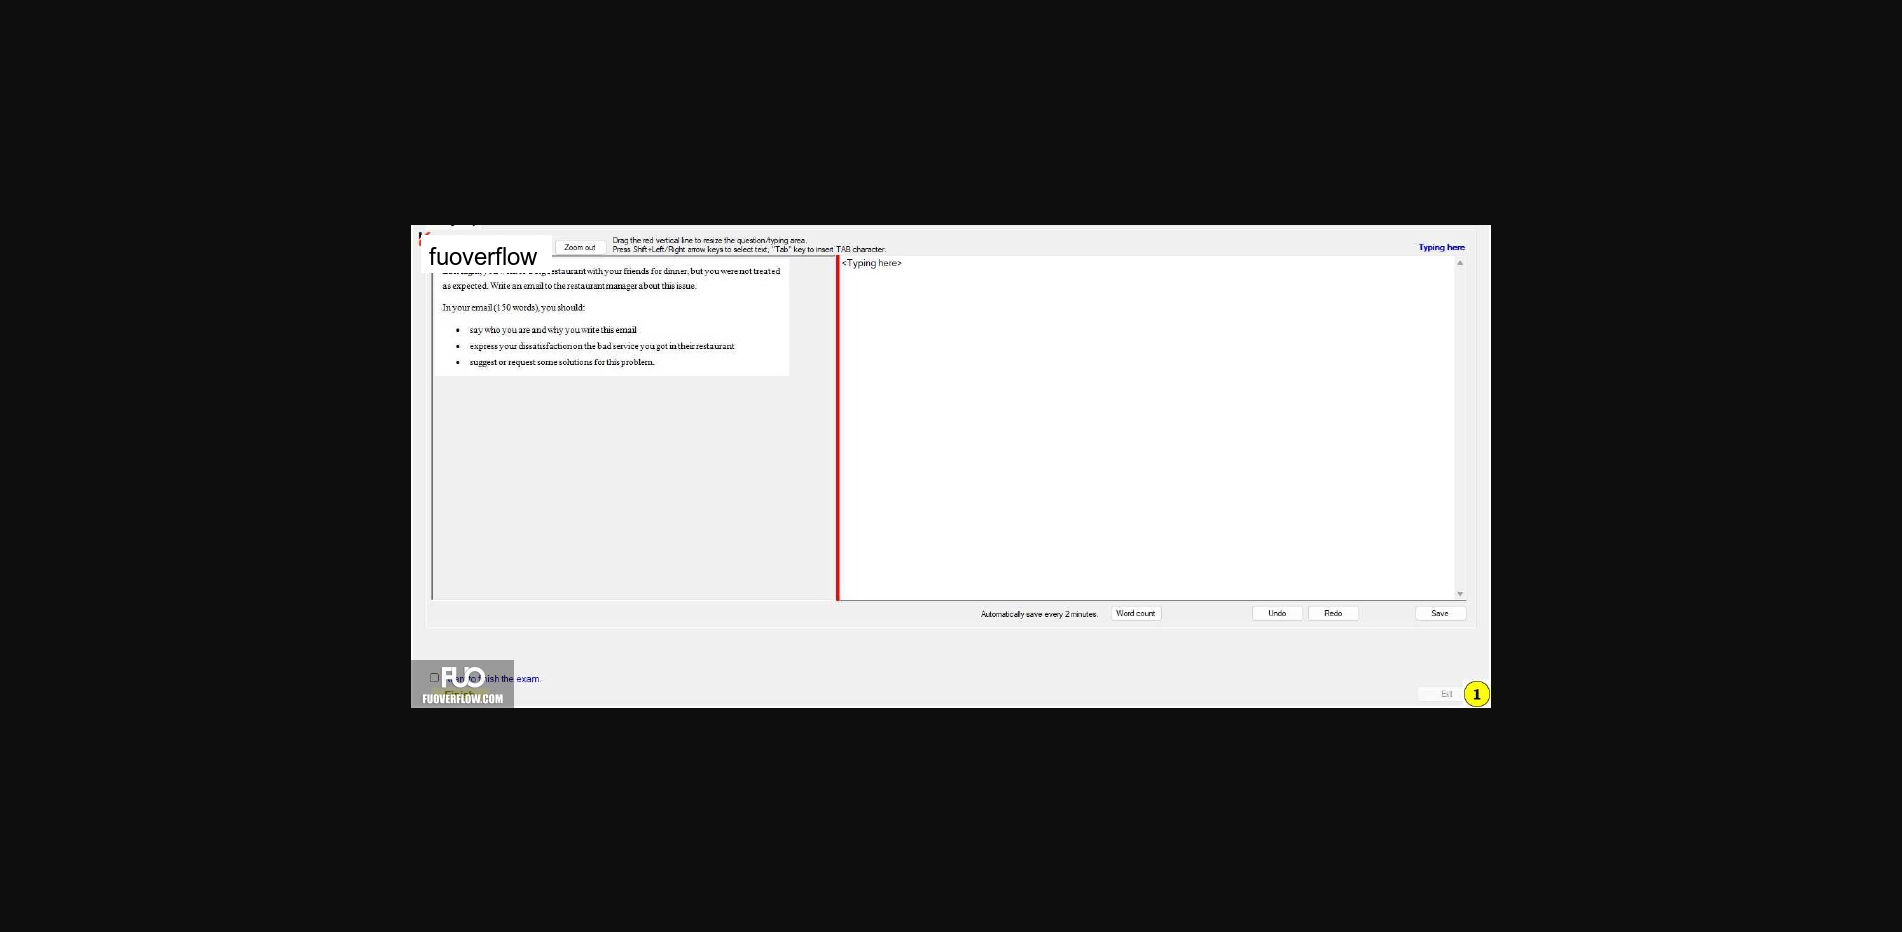 fuoverflow
Zoom out
Drag the red vertical line to resize the question/typing area.
Press Shift+Left/Right arrow keys to select text, "Tab" key to insert TAB character.
Typing here
restaurant with your friends for dinner, but you were not treated
as expected. Write an email to the restaurant manager about this issue.
In your email (150 words), you should:
• say who you are and why you write this email
• express your dissatisfaction on the bad service you got in their restaurant
• suggest or request some solutions for this problem.
<Typing here>
Automatically save every 2 minutes.
Word count
Undo
Redo
Save
FUO
the exam.
FUOVERFLOW.COM
Exit
1